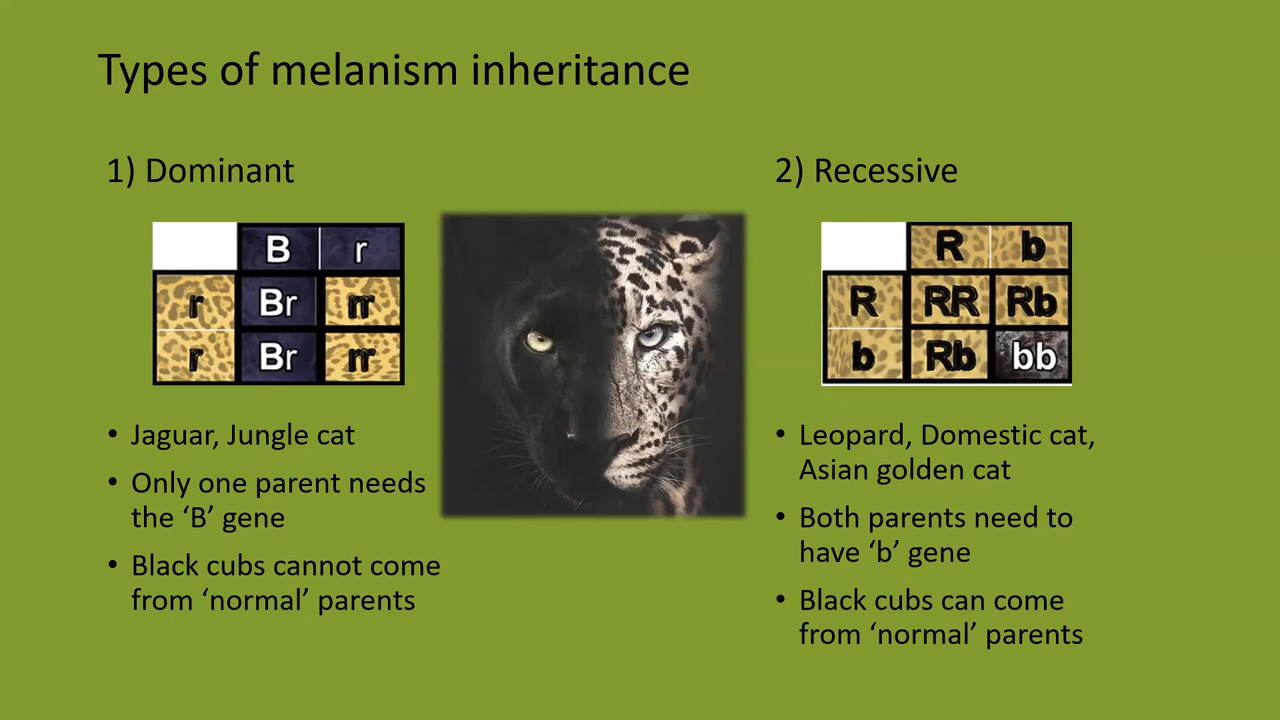 Types of melanism inheritance
1) Dominant
B r
r Br rr
r Br rr
• Jaguar, Jungle cat
• Only one parent needs
the ‘B’ gene
• Black cubs cannot come
from ‘normal’ parents
2) Recessive
R b
R RR Rb
b Rb bb
• Leopard, Domestic cat,
Asian golden cat
• Both parents need to
have ‘b’ gene
• Black cubs can come
from ‘normal’ parents